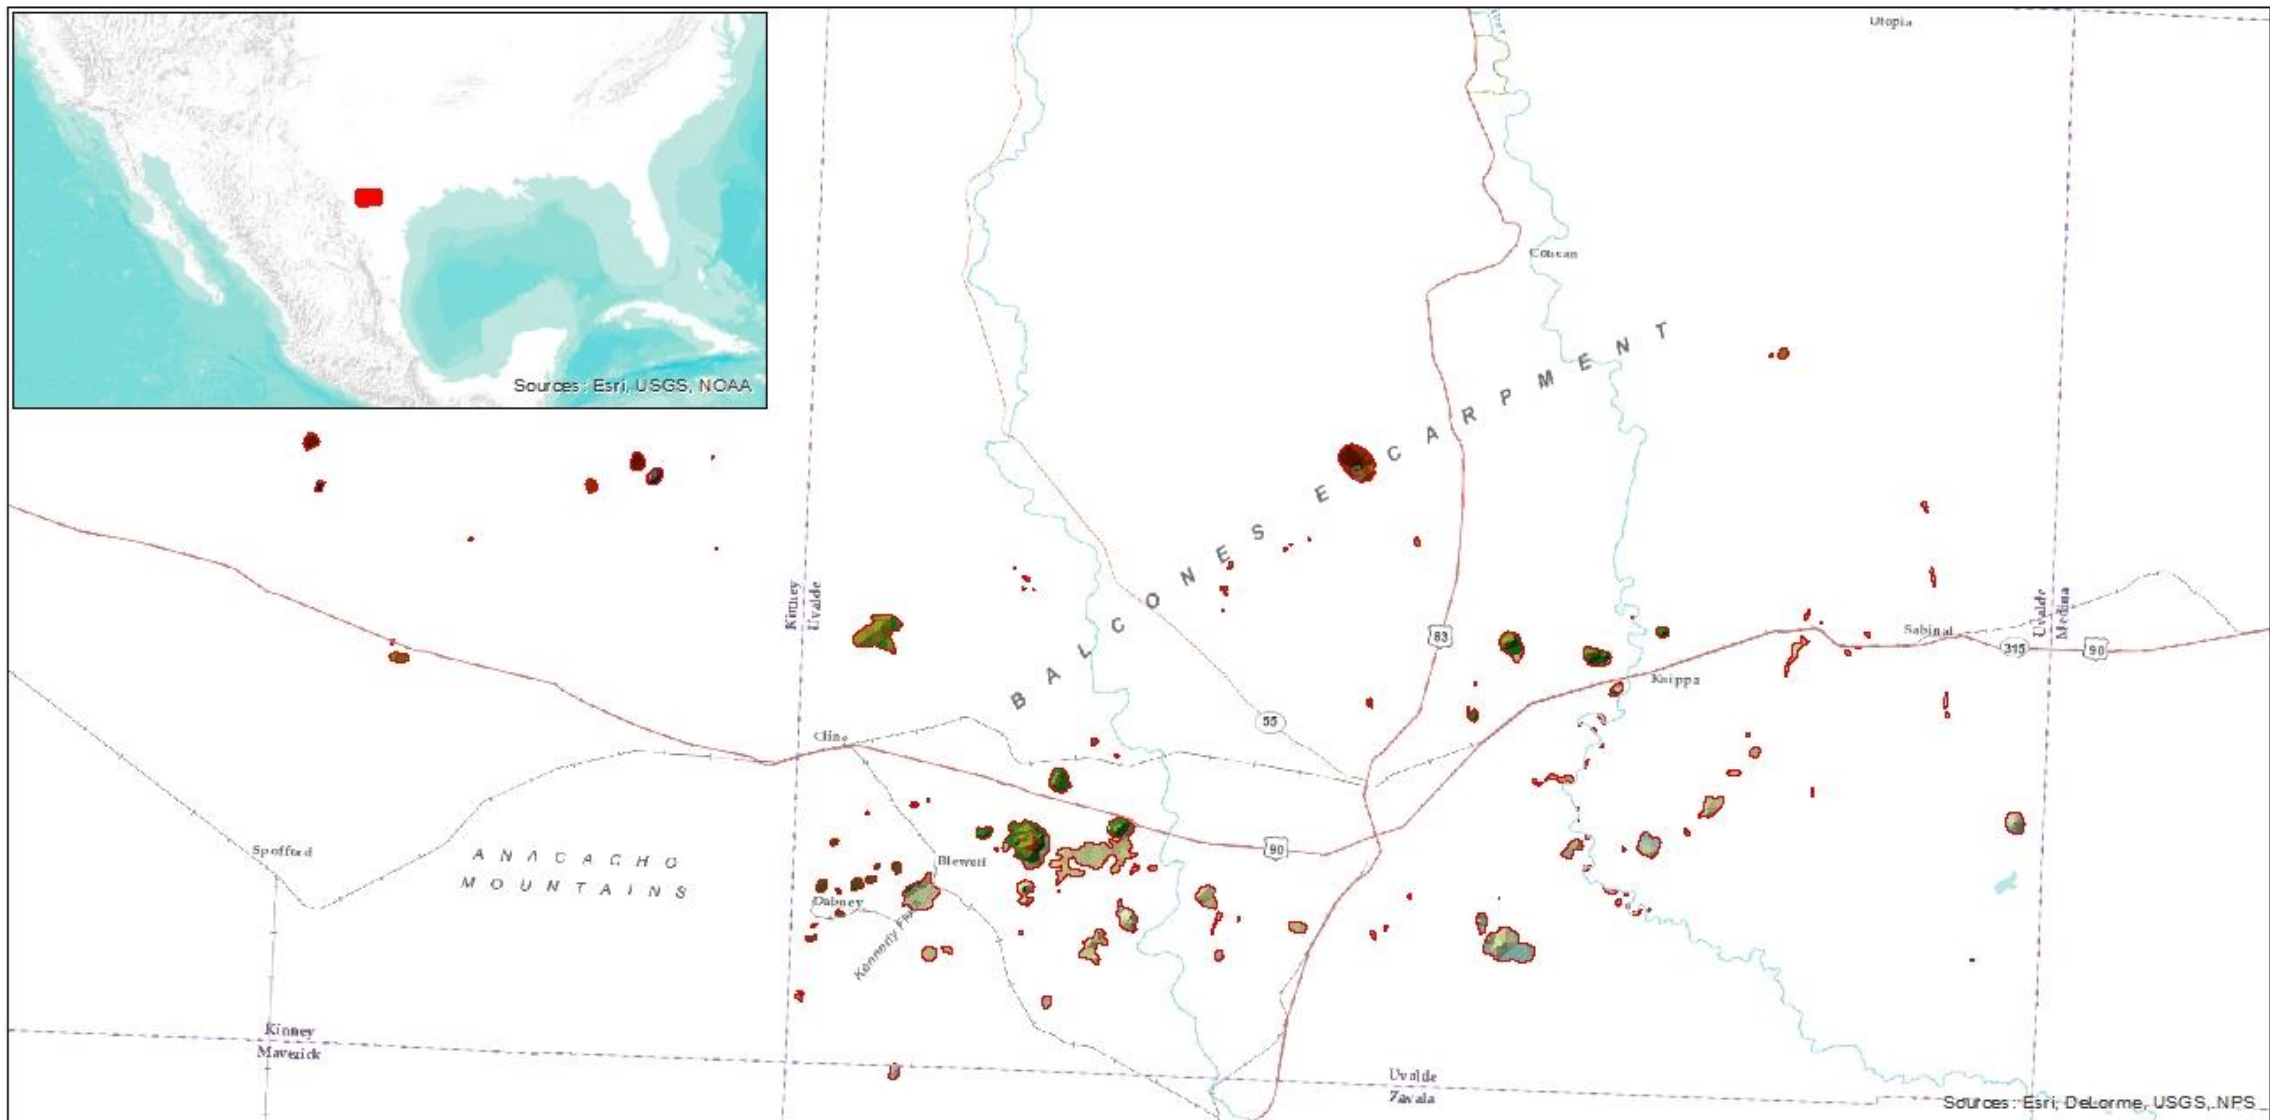 Utopia
Sources: Esri, USGS, NOAA
Concan
BALCONES ESCARPMENT
Kinney
Uvalde
Uvalde
Medina
83
Sabinal
315
90
Knippa
55
Cline
Spofford
ANACACHO
MOUNTAINS
90
Blewett
Dabney
Kinney
Maverick
Uvalde
Zavala
Sources: Esri, DeLorme, USGS, NPS